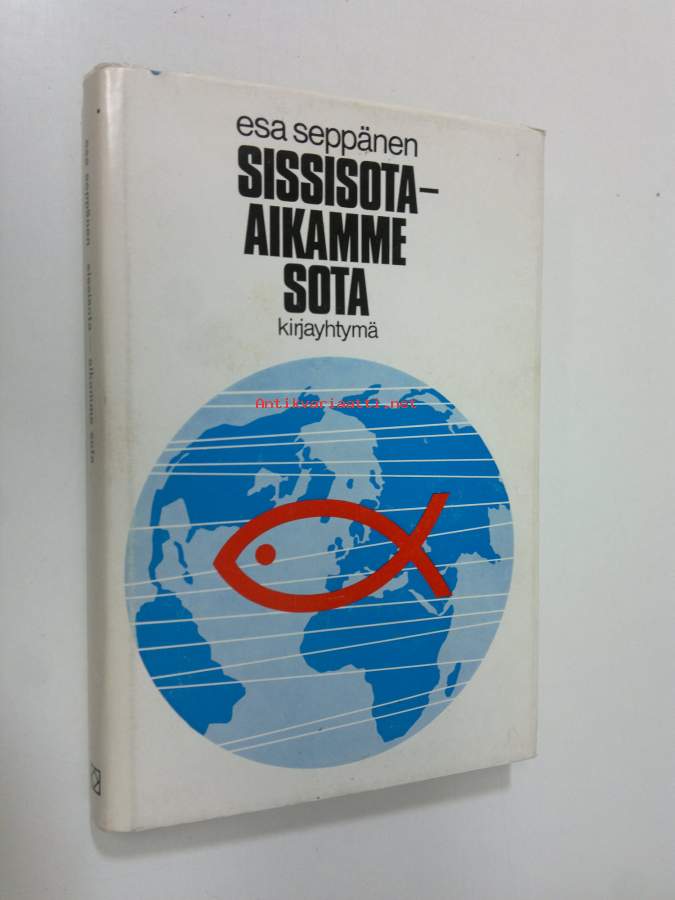 esa seppänen
SISSISOTA–
AIKAMME
SOTA
kirjayhtymä
Antikvariaatti.net
esa seppänen sissisota – aikamme sota